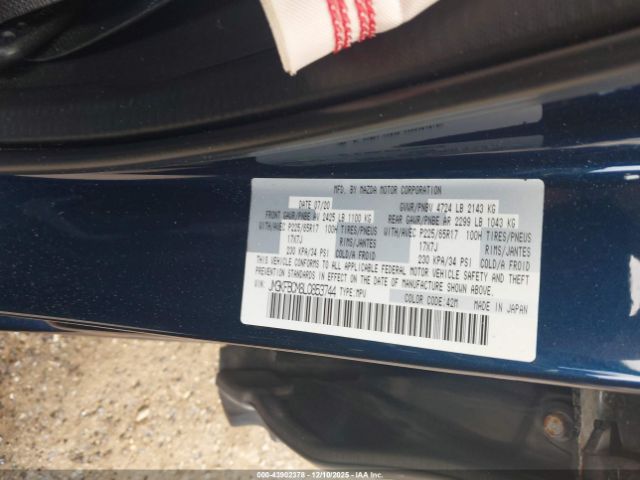 MFG. BY MAZDA MOTOR CORPORATION
DATE 07/20 GVWR/PNBV 4724 LB 2143 KG
FRONT GAWR/PNBE AV 2425 LB 1100 KG REAR GAWR/PNBE AR 2299 LB 1043 KG
WITH/AVEC P225/65R17 100H TIRES/PNEUS WITH/AVEC P225/65R17 100H TIRES/PNEUS
17X7J RIMS/JANTES 17X7J RIMS/JANTES
230 KPA/34 PSI COLD/A FROID 230 KPA/34 PSI COLD/A FROID
THIS VEHICLE CONFORMS TO ALL APPLICABLE FEDERAL MOTOR VEHICLE SAFETY AND THEFT
PREVENTION STANDARDS IN EFFECT ON THE DATE OF MANUFACTURE SHOWN ABOVE.
VIN: JM3KFBCM6L0853744 TYPE:MPV
COLOR CODE:42M MADE IN JAPAN
000-43902378 - 12/10/2025 - IAAI Copart